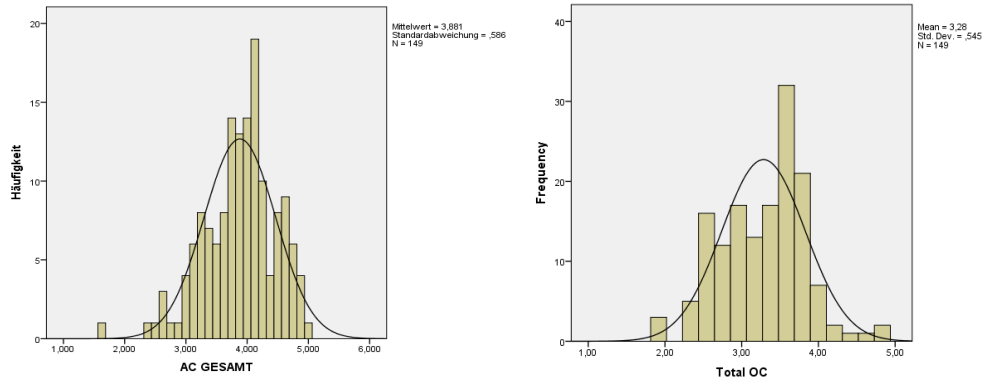 Mittelwert = 3,881
Standardabweichung = ,586
N = 149
Häufigkeit
20
15
10
5
0
1,000 2,000 3,000 4,000 5,000 6,000
AC GESAMT
Mean = 3,28
Std. Dev. = ,545
N = 149
Frequency
40
30
20
10
0
1,00 2,00 3,00 4,00 5,00
Total OC